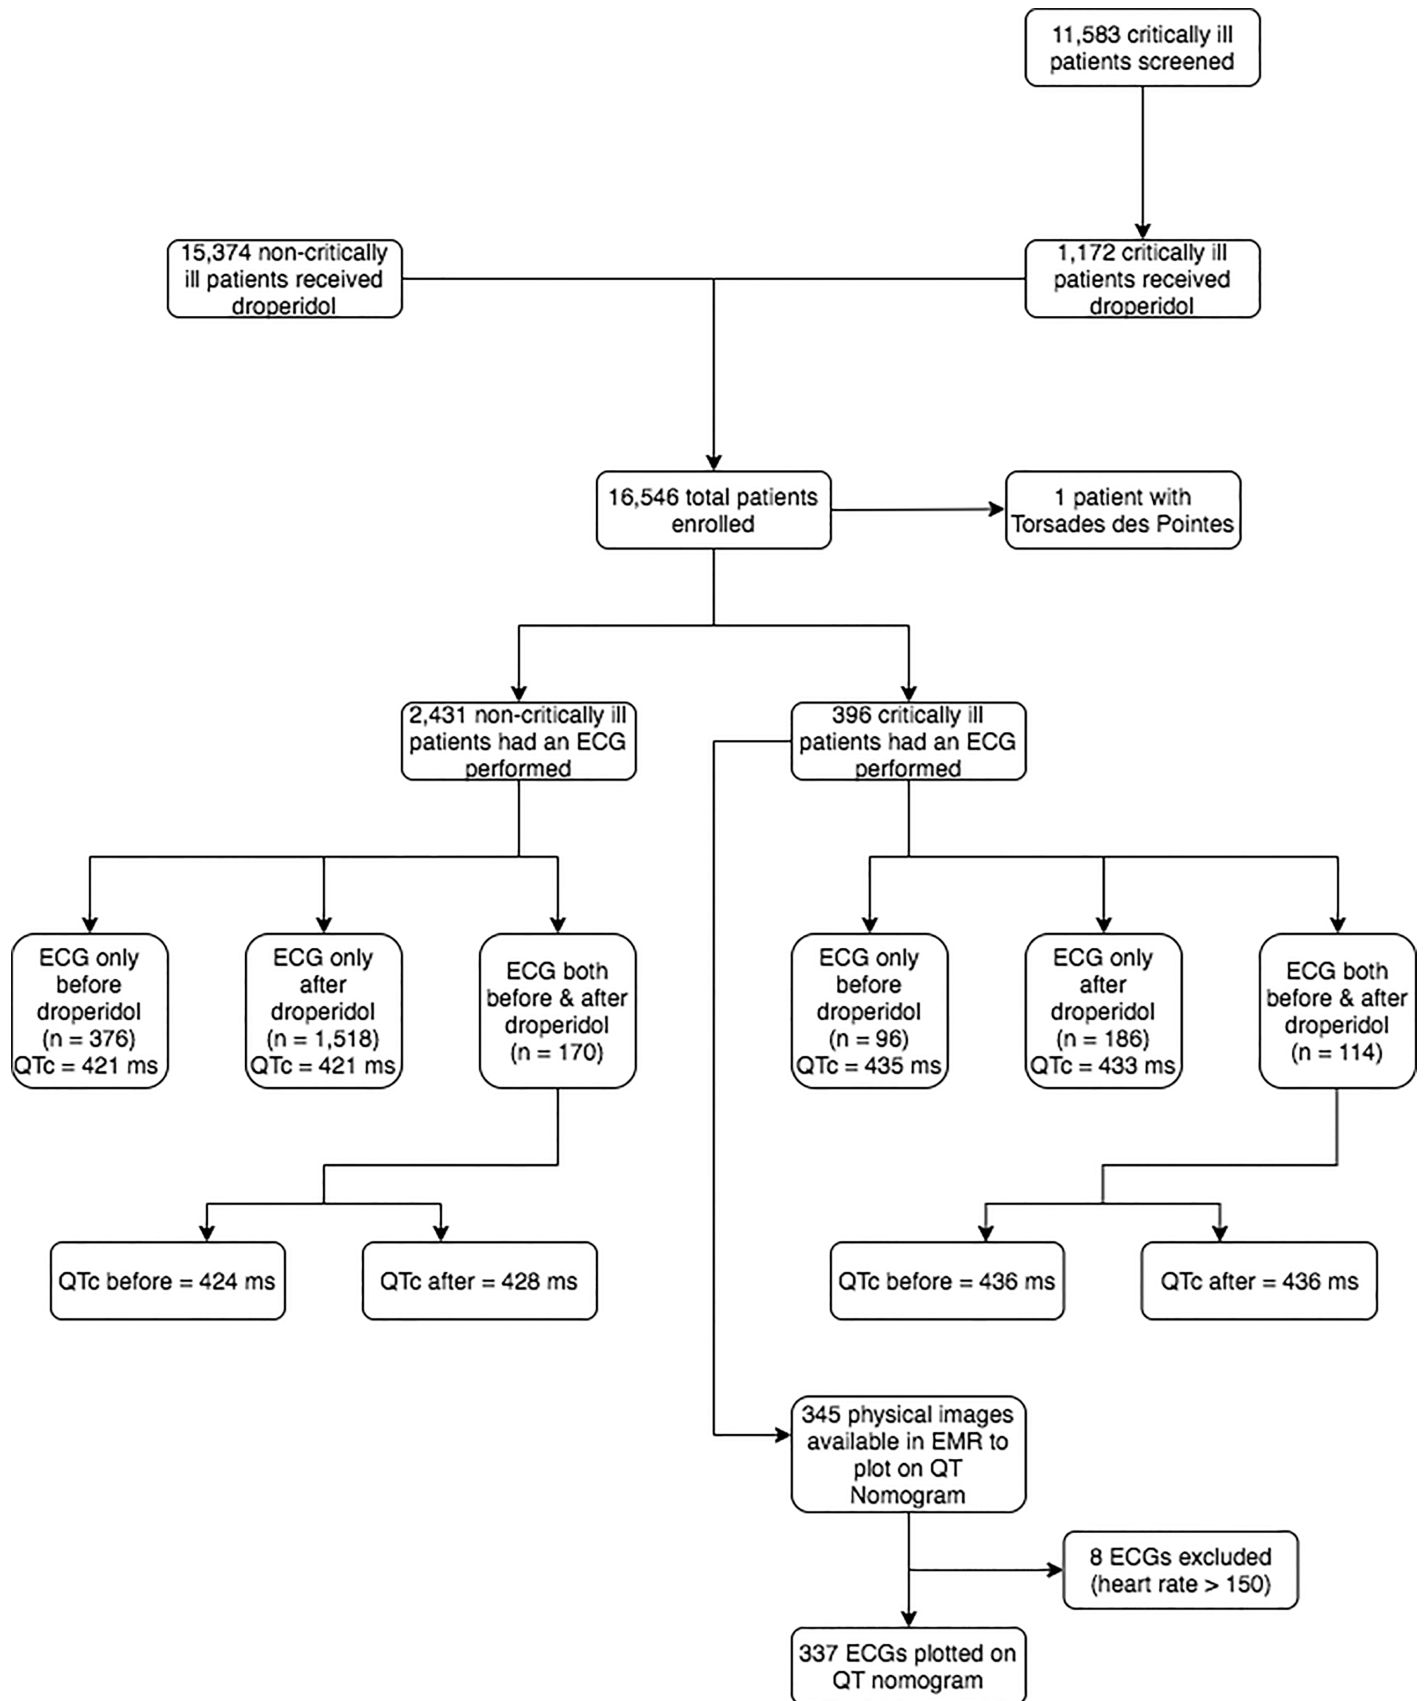 11,583 critically ill
patients screened
15,374 non-critically
ill patients received
droperidol
1,172 critically ill
patients received
droperidol
16,546 total patients
enrolled
1 patient with
Torsades des Pointes
2,431 non-critically ill
patients had an ECG
performed
396 critically ill
patients had an ECG
performed
ECG only
before
droperidol
(n = 376)
QTc = 421 ms
ECG only
after
droperidol
(n = 1,518)
QTc = 421 ms
ECG both
before & after
droperidol
(n = 170)
ECG only
before
droperidol
(n = 96)
QTc = 435 ms
ECG only
after
droperidol
(n = 186)
QTc = 433 ms
ECG both
before & after
droperidol
(n = 114)
QTc before = 424 ms
QTc after = 428 ms
QTc before = 436 ms
QTc after = 436 ms
345 physical images
available in EMR to
plot on QT
Nomogram
8 ECGs excluded
(heart rate > 150)
337 ECGs plotted on
QT nomogram